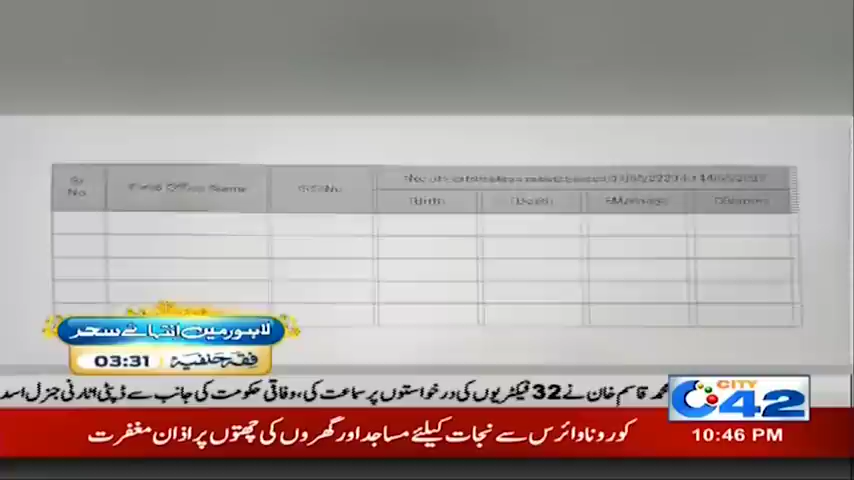 Sr No
Field Office Name
Birth
Death
Marriage
Divorce
لاہور میں انتہائے سحر
03:31 فقہ حنفیہ
محمد قاسم خان نے 32 فیکٹریوں کی درخواستوں پر سماعت کی، وفاقی حکومت کی جانب سے ڈپٹی اٹارنی جنرل اسد
CITY
42
کورونا وائرس سے نجات کیلئے مساجد اور گھروں کی چھتوں پر اذان مغفرت
10:46 PM